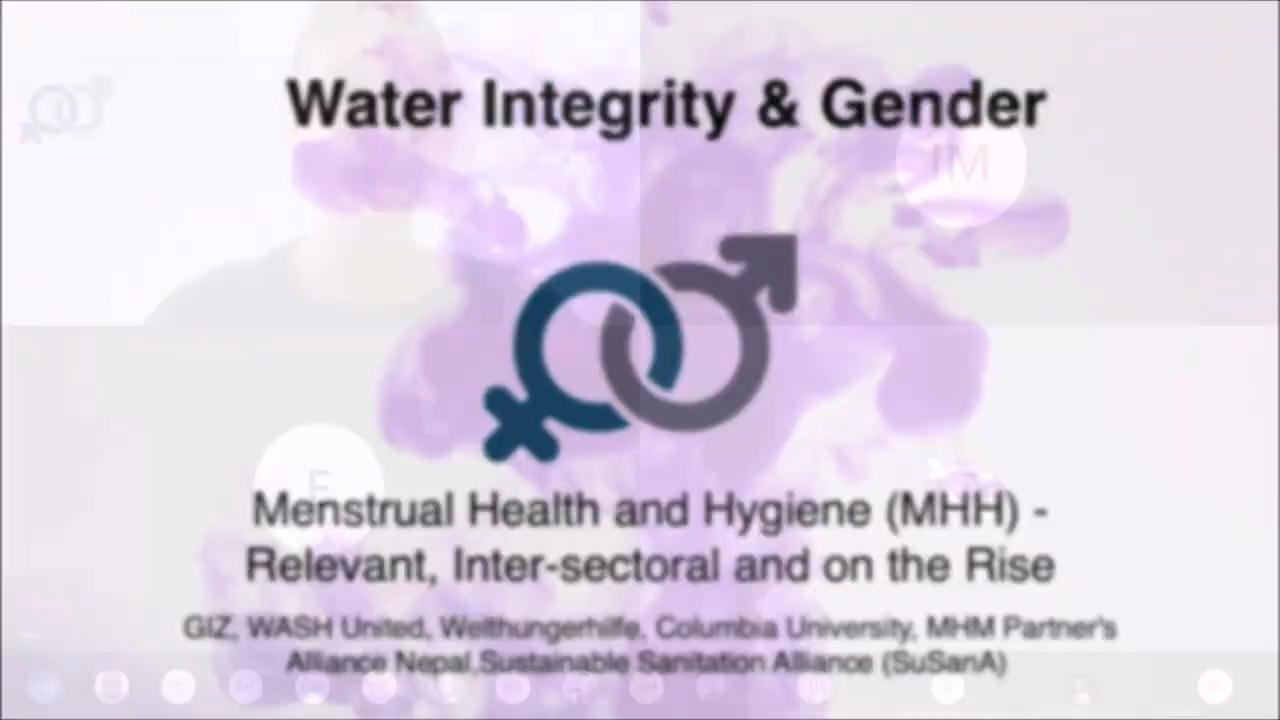 Water Integrity & Gender
IM
F
Menstrual Health and Hygiene (MHH) -
Relevant, Inter-sectoral and on the Rise
GIZ, WASH United, Welthungerhilfe, Columbia University, MHM Partner's
Alliance Nepal,Sustainable Sanitation Alliance (SuSanA)